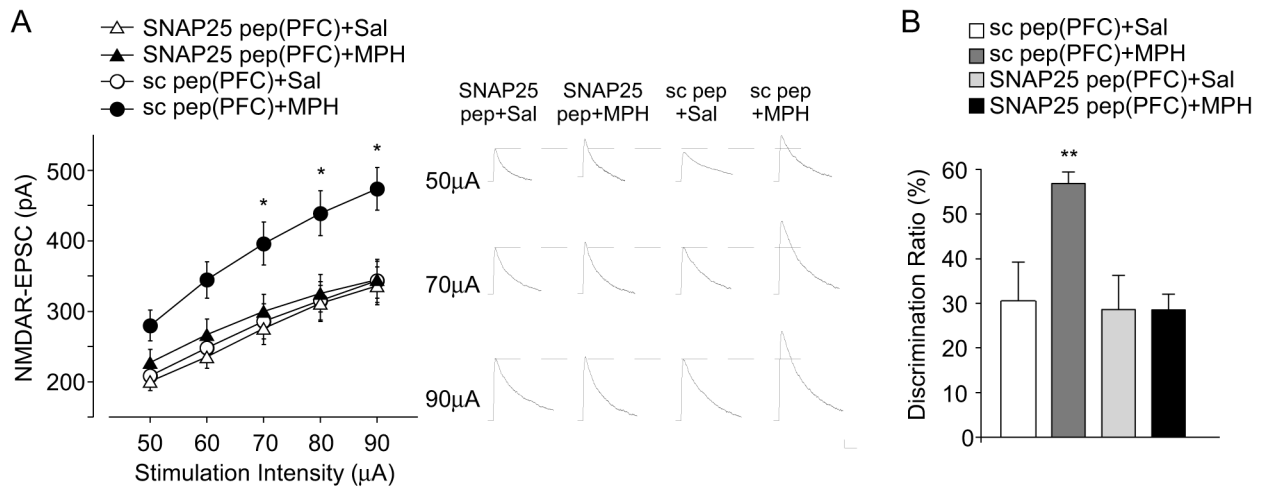 A
SNAP25 pep(PFC)+Sal
SNAP25 pep(PFC)+MPH
sc pep(PFC)+Sal
sc pep(PFC)+MPH
NMDAR-EPSC (pA)
500
400
300
200
*
*
*
50
60
70
80
90
Stimulation Intensity (μA)
SNAP25 pep+Sal
SNAP25 pep+MPH
sc pep +Sal
sc pep +MPH
50μA
70μA
90μA
B
sc pep(PFC)+Sal
sc pep(PFC)+MPH
SNAP25 pep(PFC)+Sal
SNAP25 pep(PFC)+MPH
Discrimination Ratio (%)
60
50
40
30
20
10
0
**